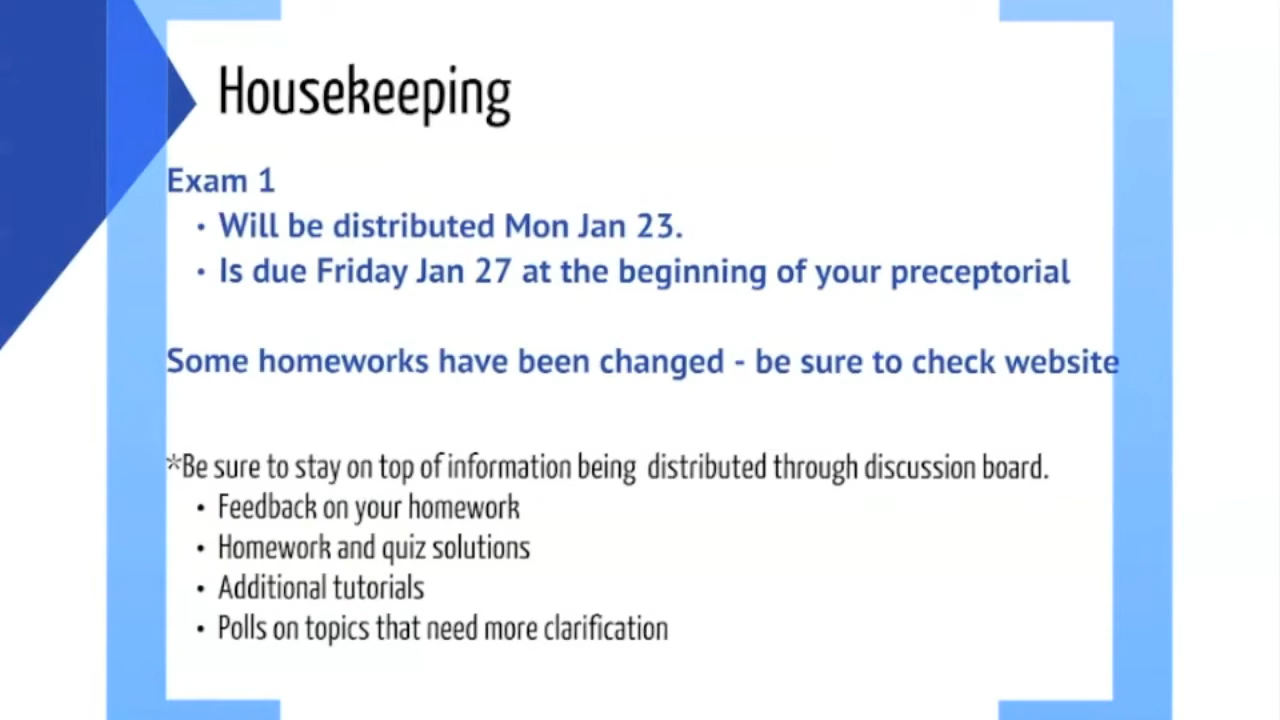 Housekeeping
Exam 1
• Will be distributed Mon Jan 23.
• Is due Friday Jan 27 at the beginning of your preceptorial
Some homeworks have been changed - be sure to check website
*Be sure to stay on top of information being distributed through discussion board.
• Feedback on your homework
• Homework and quiz solutions
• Additional tutorials
• Polls on topics that need more clarification